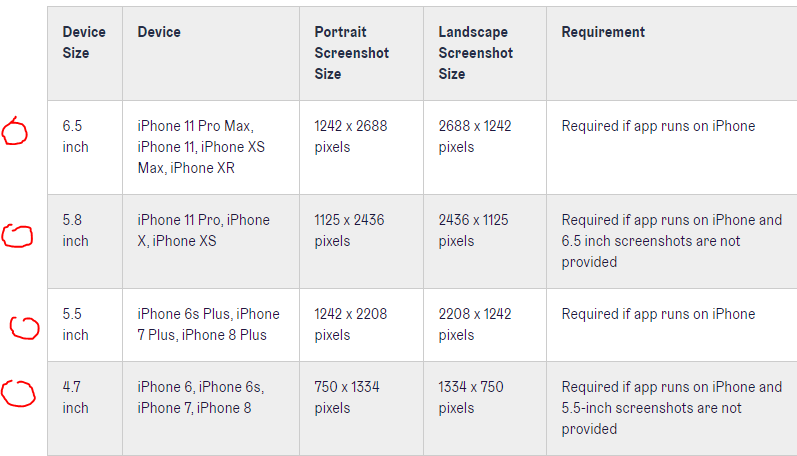 Device Size Device Portrait Screenshot Size Landscape Screenshot Size Requirement
6.5 inch iPhone 11 Pro Max, iPhone 11, iPhone XS Max, iPhone XR 1242 x 2688 pixels 2688 x 1242 pixels Required if app runs on iPhone
5.8 inch iPhone 11 Pro, iPhone X, iPhone XS 1125 x 2436 pixels 2436 x 1125 pixels Required if app runs on iPhone and 6.5 inch screenshots are not provided
5.5 inch iPhone 6s Plus, iPhone 7 Plus, iPhone 8 Plus 1242 x 2208 pixels 2208 x 1242 pixels Required if app runs on iPhone
4.7 inch iPhone 6, iPhone 6s, iPhone 7, iPhone 8 750 x 1334 pixels 1334 x 750 pixels Required if app runs on iPhone and 5.5-inch screenshots are not provided